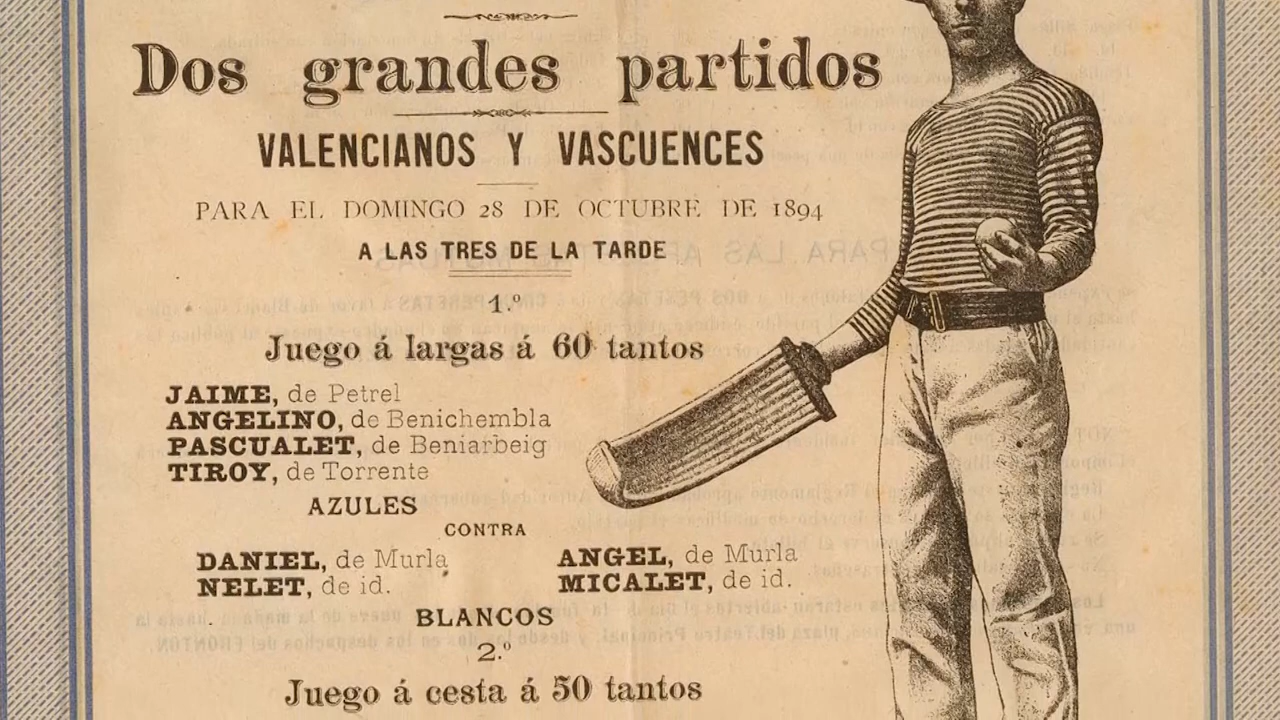 Dos grandes partidos
VALENCIANOS Y VASCUENCES
PARA EL DOMINGO 28 DE OCTUBRE DE 1894
A LAS TRES DE LA TARDE
1.º
Juego á largas á 60 tantos
JAIME, de Petrel
ANGELINO, de Benichembla
PASCUALET, de Beniarbeig
TIROY, de Torrente
AZULES
CONTRA
DANIEL, de Murla ANGEL, de Murla
NELET, de id. MICALET, de id.
BLANCOS
2.º
Juego á cesta á 50 tantos